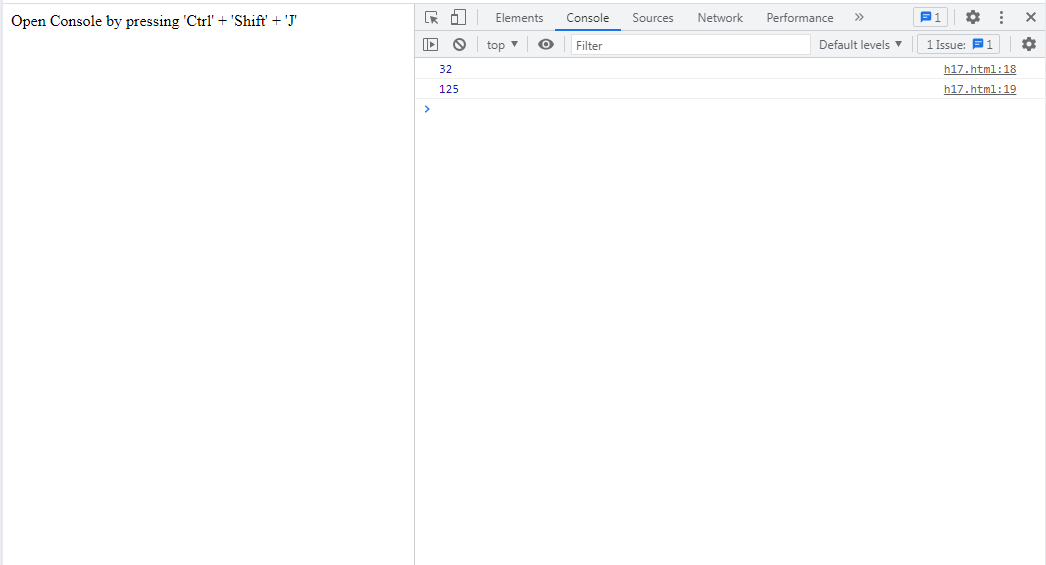 Open Console by pressing 'Ctrl' + 'Shift' + 'J'
Elements Console Sources Network Performance » 1
top ▼ Filter Default levels ▼ 1 Issue: 1
32 h17.html:18
125 h17.html:19
>